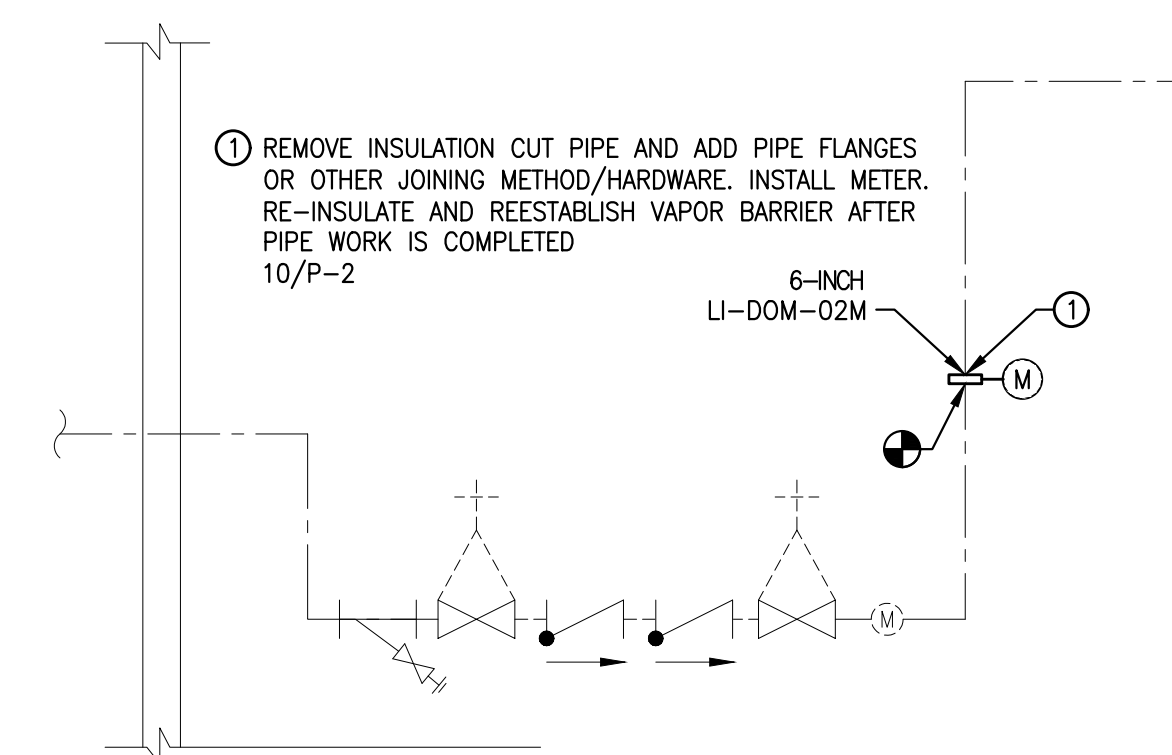 1 REMOVE INSULATION CUT PIPE AND ADD PIPE FLANGES
OR OTHER JOINING METHOD/HARDWARE. INSTALL METER.
RE-INSULATE AND REESTABLISH VAPOR BARRIER AFTER
PIPE WORK IS COMPLETED
10/P-2
6-INCH
LI-DOM-02M
1
M
M